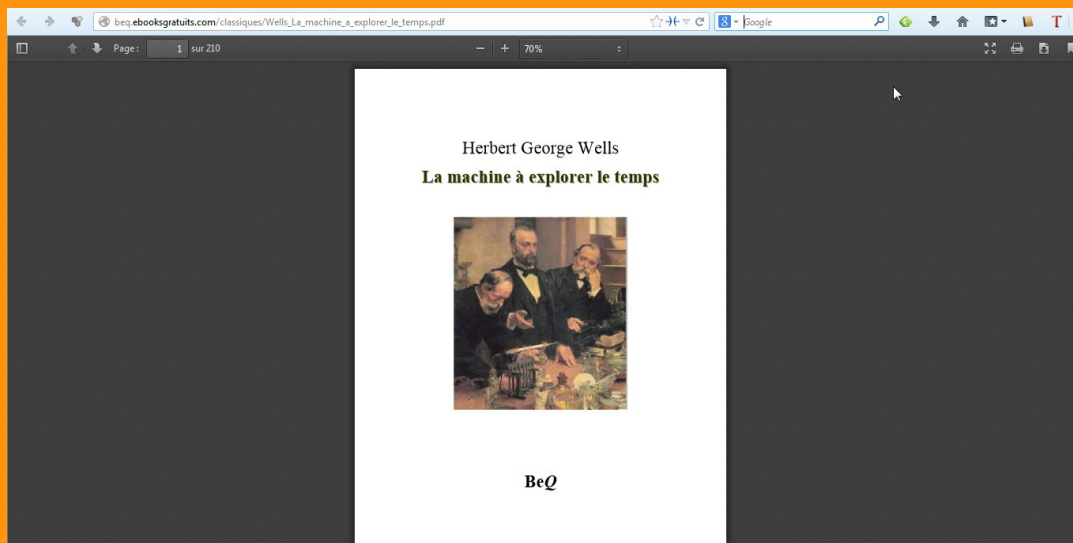 beq.ebooksgratuits.com/classiques/Wells_La_machine_a_explorer_le_temps.pdf
8
Google
T
Page :
1
sur 210
70%
Herbert George Wells
La machine à explorer le temps
BeQ